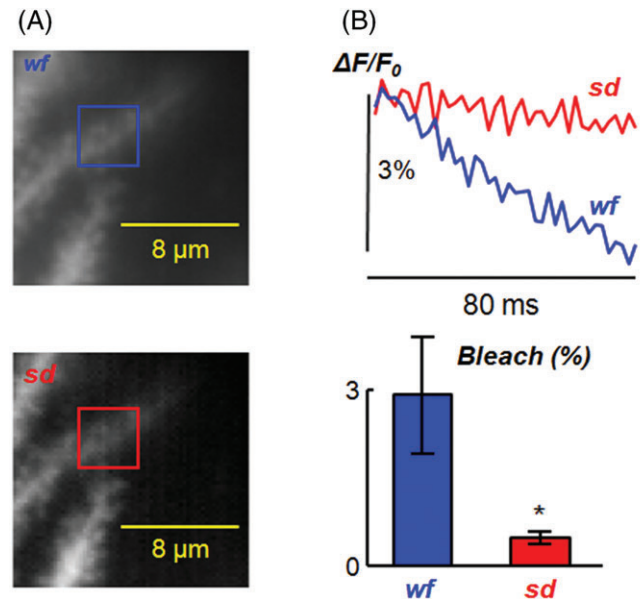 (A)
wf
8 µm
sd
8 µm
(B)
ΔF/F₀
sd
3%
wf
80 ms
Bleach (%)
3
*
0
wf sd